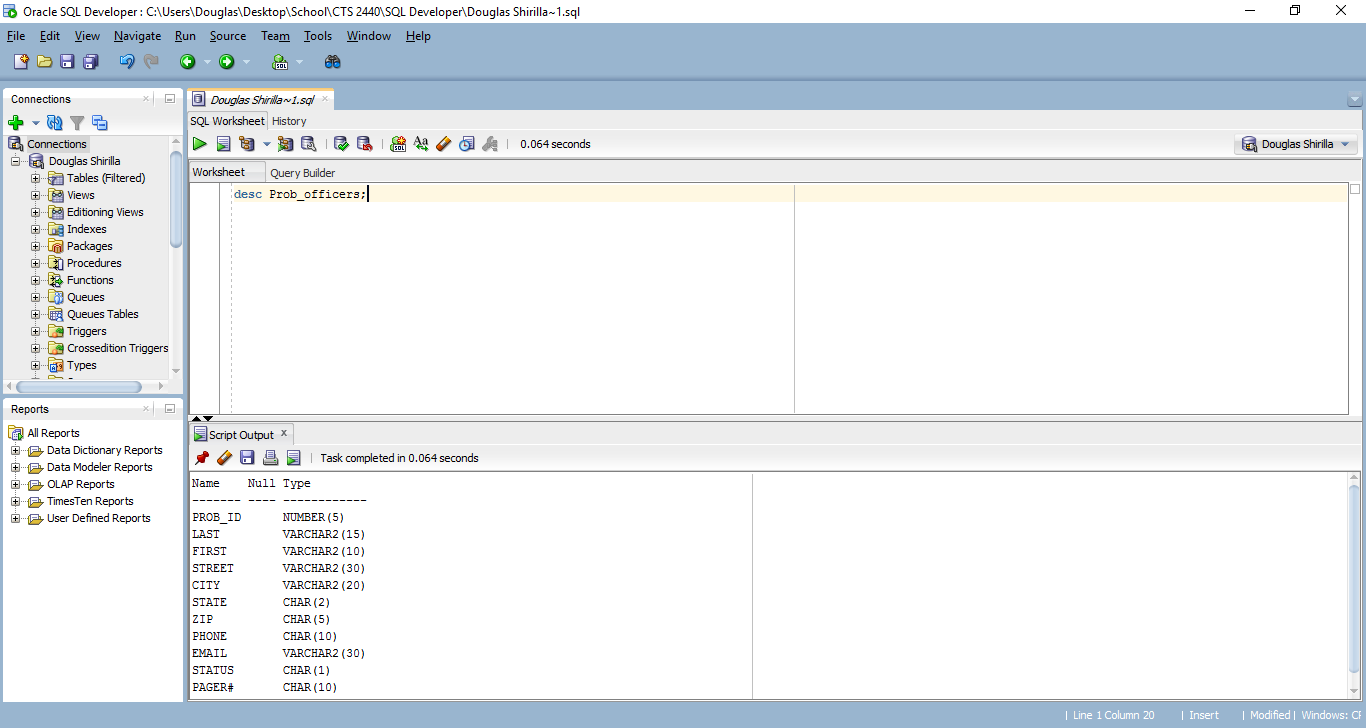 Oracle SQL Developer : C:\Users\Douglas\Desktop\School\CTS 2440\SQL Developer\Douglas Shirilla~1.sql
File Edit View Navigate Run Source Team Tools Window Help
Connections
Connections
Douglas Shirilla
Tables (Filtered)
Views
Editioning Views
Indexes
Packages
Procedures
Functions
Queues
Queues Tables
Triggers
Crossedition Triggers
Types
Reports
All Reports
Data Dictionary Reports
Data Modeler Reports
OLAP Reports
TimesTen Reports
User Defined Reports
Douglas Shirilla~1.sql
SQL Worksheet History
0.064 seconds
Douglas Shirilla
Worksheet Query Builder
desc Prob_officers;
Script Output
Task completed in 0.064 seconds
Name Null Type
------- ---- ------------
PROB_ID NUMBER(5)
LAST VARCHAR2(15)
FIRST VARCHAR2(10)
STREET VARCHAR2(30)
CITY VARCHAR2(20)
STATE CHAR(2)
ZIP CHAR(5)
PHONE CHAR(10)
EMAIL VARCHAR2(30)
STATUS CHAR(1)
PAGER# CHAR(10)
| Line 1 Column 20 | Insert | Modified | Windows: CF